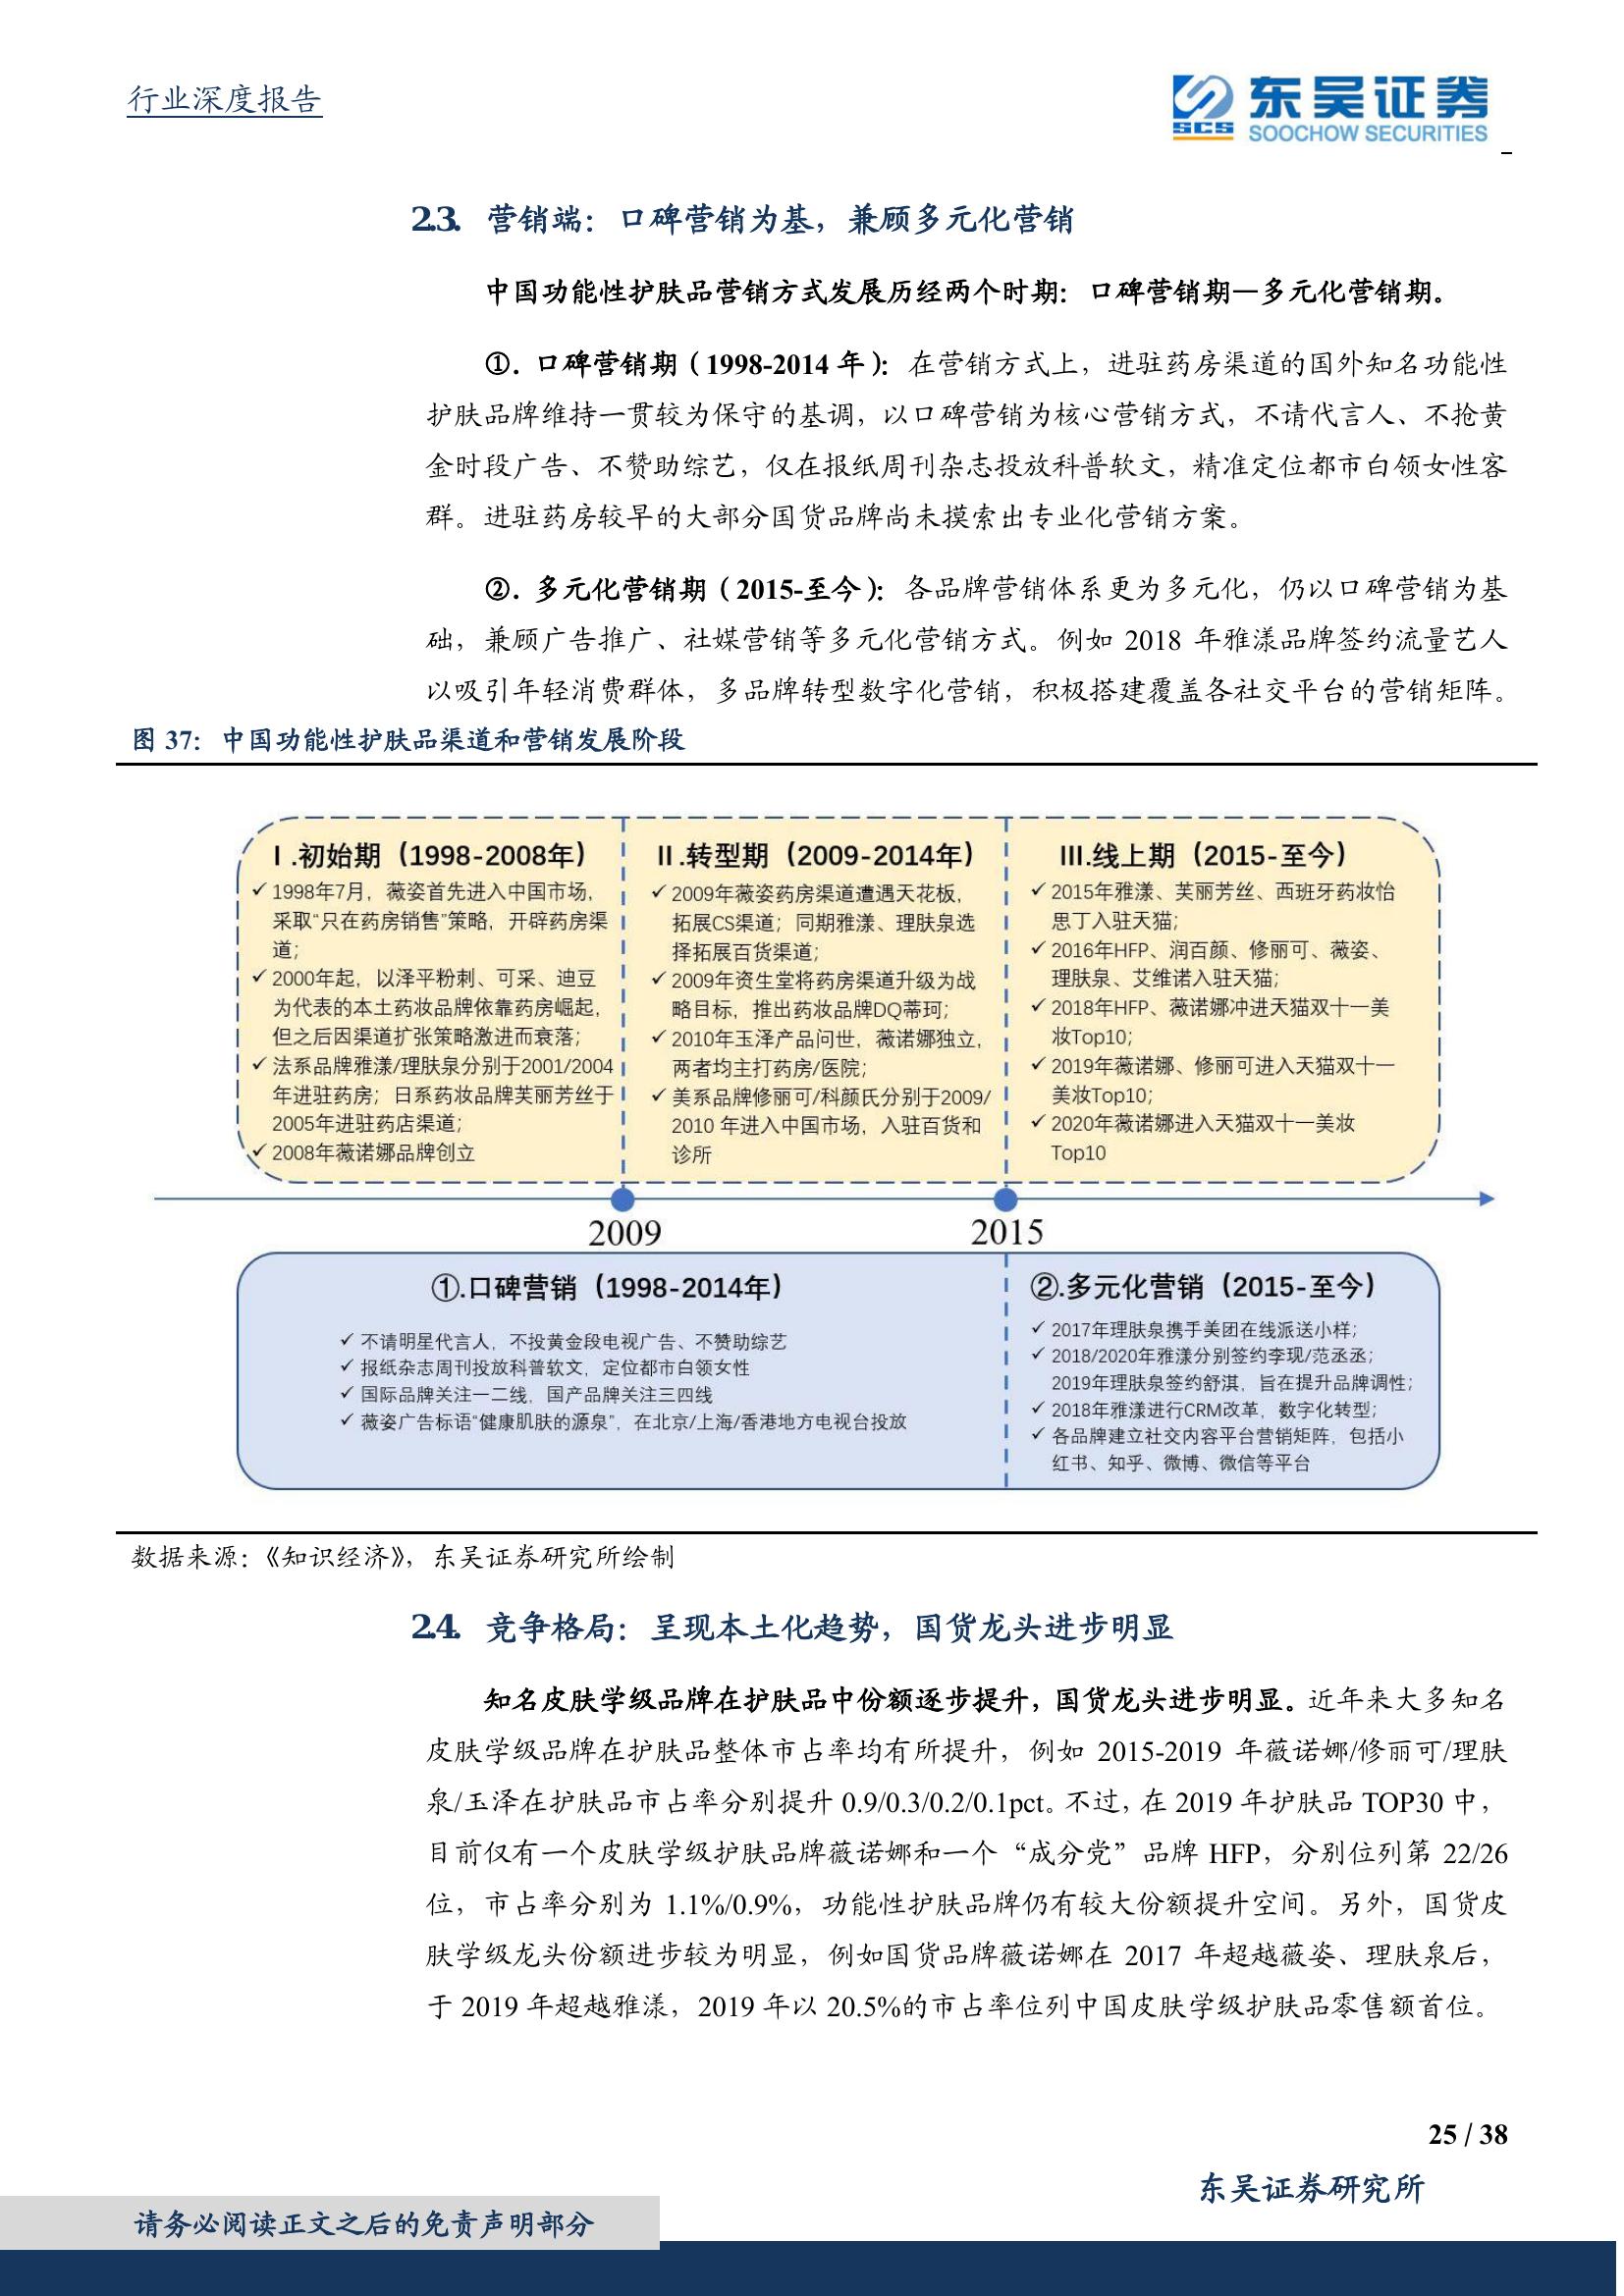 行业深度报告
SCS
东吴证券
SOOCHOW SECURITIES
2.3. 营销端：口碑营销为基，兼顾多元化营销
中国功能性护肤品营销方式发展历经两个时期：口碑营销期—多元化营销期。
①. 口碑营销期（1998-2014 年）：在营销方式上，进驻药房渠道的国外知名功能性
护肤品牌维持一贯较为保守的基调，以口碑营销为核心营销方式，不请代言人、不抢黄
金时段广告、不赞助综艺，仅在报纸周刊杂志投放科普软文，精准定位都市白领女性客
群。进驻药房较早的大部分国货品牌尚未摸索出专业化营销方案。
②. 多元化营销期（2015-至今）：各品牌营销体系更为多元化，仍以口碑营销为基
础，兼顾广告推广、社媒营销等多元化营销方式。例如 2018 年雅漾品牌签约流量艺人
以吸引年轻消费群体，多品牌转型数字化营销，积极搭建覆盖各社交平台的营销矩阵。
图 37：中国功能性护肤品渠道和营销发展阶段
Ⅰ.初始期（1998-2008年）
✓ 1998年7月，薇姿首先进入中国市场，
采取“只在药房销售”策略，开辟药房渠
道；
✓ 2000年起，以泽平粉刺、可采、迪豆
为代表的本土药妆品牌依靠药房崛起，
但之后因渠道扩张策略激进而衰落；
✓ 法系品牌雅漾/理肤泉分别于2001/2004
年进驻药房；日系药妆品牌芙丽芳丝于
2005年进驻药店渠道；
✓ 2008年薇诺娜品牌创立
Ⅱ.转型期（2009-2014年）
✓ 2009年薇姿药房渠道遭遇天花板，
拓展CS渠道；同期雅漾、理肤泉选
择拓展百货渠道；
✓ 2009年资生堂将药房渠道升级为战
略目标，推出药妆品牌DQ蒂珂；
✓ 2010年玉泽产品问世，薇诺娜独立，
两者均主打药房/医院；
✓ 美系品牌修丽可/科颜氏分别于2009/
2010 年进入中国市场，入驻百货和
诊所
III.线上期（2015-至今）
✓ 2015年雅漾、芙丽芳丝、西班牙药妆怡
思丁入驻天猫；
✓ 2016年HFP、润百颜、修丽可、薇姿、
理肤泉、艾维诺入驻天猫；
✓ 2018年HFP、薇诺娜冲进天猫双十一美
妆Top10；
✓ 2019年薇诺娜、修丽可进入天猫双十一
美妆Top10；
✓ 2020年薇诺娜进入天猫双十一美妆
Top10
2009
2015
①.口碑营销（1998-2014年）
✓ 不请明星代言人，不投黄金段电视广告、不赞助综艺
✓ 报纸杂志周刊投放科普软文，定位都市白领女性
✓ 国际品牌关注一二线，国产品牌关注三四线
✓ 薇姿广告标语“健康肌肤的源泉”，在北京/上海/香港地方电视台投放
②.多元化营销（2015-至今）
✓ 2017年理肤泉携手美团在线派送小样；
✓ 2018/2020年雅漾分别签约李现/范丞丞；
2019年理肤泉签约舒淇，旨在提升品牌调性；
✓ 2018年雅漾进行CRM改革，数字化转型；
✓ 各品牌建立社交内容平台营销矩阵，包括小
红书、知乎、微博、微信等平台
数据来源：《知识经济》，东吴证券研究所绘制
2.4. 竞争格局：呈现本土化趋势，国货龙头进步明显
知名皮肤学级品牌在护肤品中份额逐步提升，国货龙头进步明显。近年来大多知名
皮肤学级品牌在护肤品整体市占率均有所提升，例如 2015-2019 年薇诺娜/修丽可/理肤
泉/玉泽在护肤品市占率分别提升 0.9/0.3/0.2/0.1pct。不过，在 2019 年护肤品 TOP30 中，
目前仅有一个皮肤学级护肤品牌薇诺娜和一个“成分党”品牌 HFP，分别位列第 22/26
位，市占率分别为 1.1%/0.9%，功能性护肤品牌仍有较大份额提升空间。另外，国货皮
肤学级龙头份额进步较为明显，例如国货品牌薇诺娜在 2017 年超越薇姿、理肤泉后，
于 2019 年超越雅漾，2019 年以 20.5%的市占率位列中国皮肤学级护肤品零售额首位。
25 / 38
东吴证券研究所
请务必阅读正文之后的免责声明部分